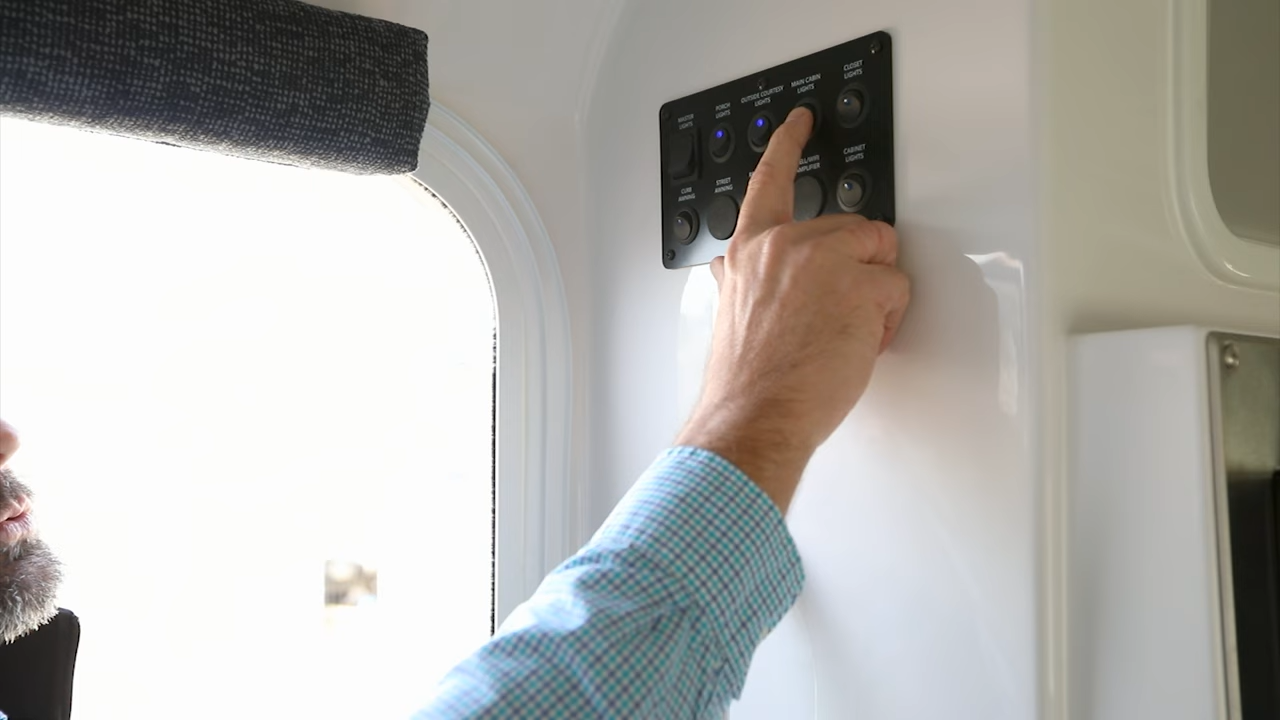 MASTER
LIGHTS
PORCH
LIGHTS
OUTSIDE COURTESY
LIGHTS
MAIN CABIN
LIGHTS
CLOSET
LIGHTS
CURB
AWNING
STREET
AWNING
AMPLIFIER
CABINET
LIGHTS